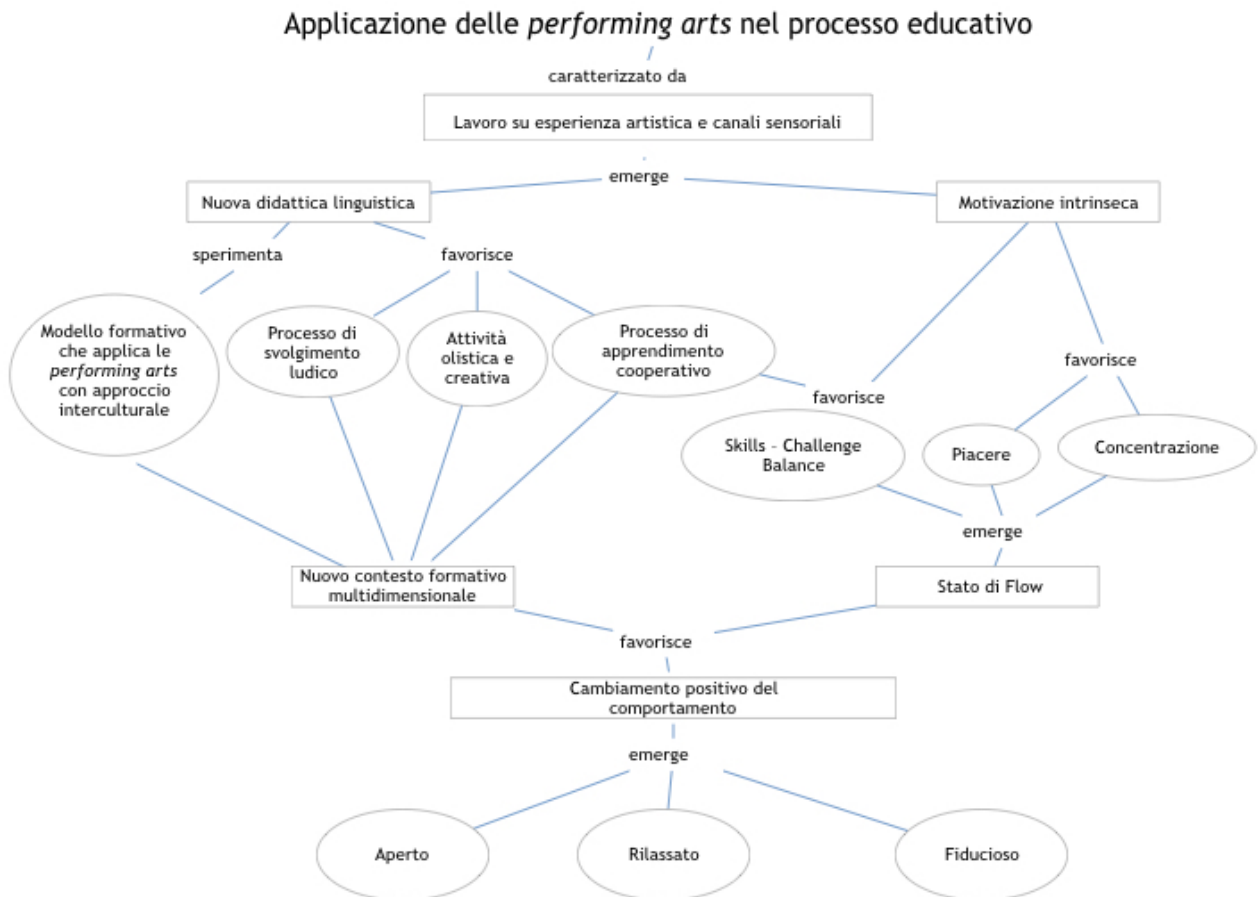 Applicazione delle performing arts nel processo educativo
caratterizzato da
Lavoro su esperienza artistica e canali sensoriali
emerge
Nuova didattica linguistica
Motivazione intrinseca
sperimenta
favorisce
Modello formativo
che applica le
performing arts
con approccio
interculturale
Processo di
svolgimento
ludico
Attività
olistica e
creativa
Processo di
apprendimento
cooperativo
favorisce
favorisce
Skills - Challenge
Balance
Piacere
Concentrazione
emerge
Nuovo contesto formativo
multidimensionale
Stato di Flow
favorisce
Cambiamento positivo del
comportamento
emerge
Aperto
Rilassato
Fiducioso